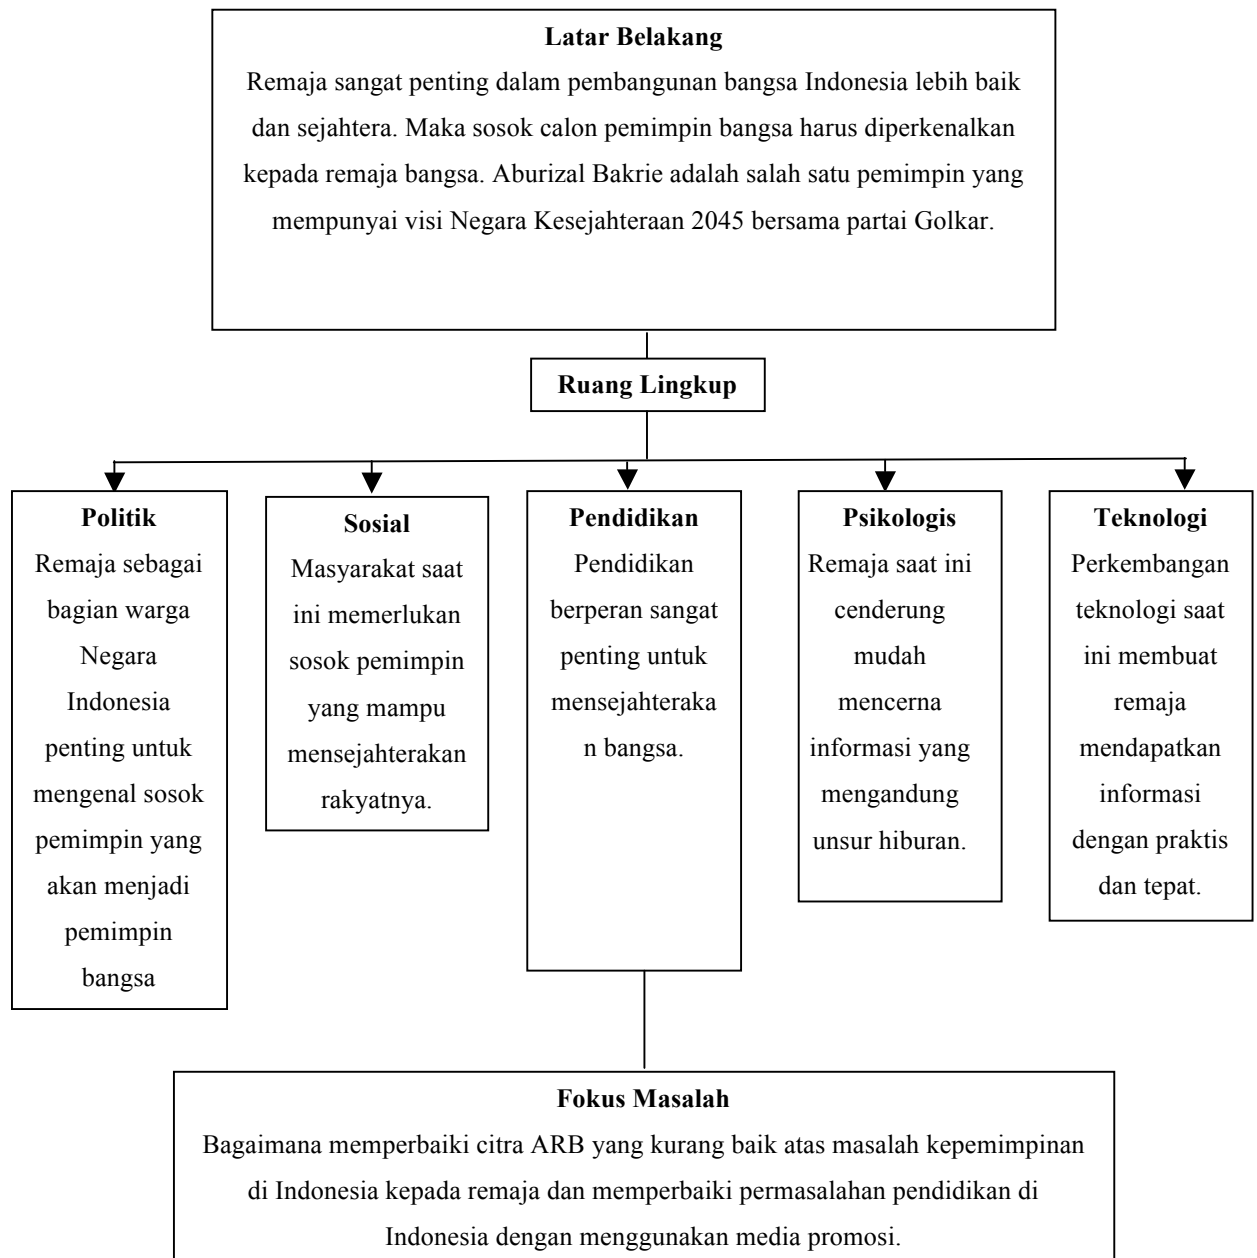 Latar Belakang
Remaja sangat penting dalam pembangunan bangsa Indonesia lebih baik
dan sejahtera. Maka sosok calon pemimpin bangsa harus diperkenalkan
kepada remaja bangsa. Aburizal Bakrie adalah salah satu pemimpin yang
mempunyai visi Negara Kesejahteraan 2045 bersama partai Golkar.
Ruang Lingkup
Politik
Remaja sebagai
bagian warga
Negara
Indonesia
penting untuk
mengenal sosok
pemimpin yang
akan menjadi
pemimpin
bangsa
Sosial
Masyarakat saat
ini memerlukan
sosok pemimpin
yang mampu
mensejahterakan
rakyatnya.
Pendidikan
Pendidikan
berperan sangat
penting untuk
mensejahteraka
n bangsa.
Psikologis
Remaja saat ini
cenderung
mudah
mencerna
informasi yang
mengandung
unsur hiburan.
Teknologi
Perkembangan
teknologi saat
ini membuat
remaja
mendapatkan
informasi
dengan praktis
dan tepat.
Fokus Masalah
Bagaimana memperbaiki citra ARB yang kurang baik atas masalah kepemimpinan
di Indonesia kepada remaja dan memperbaiki permasalahan pendidikan di
Indonesia dengan menggunakan media promosi.